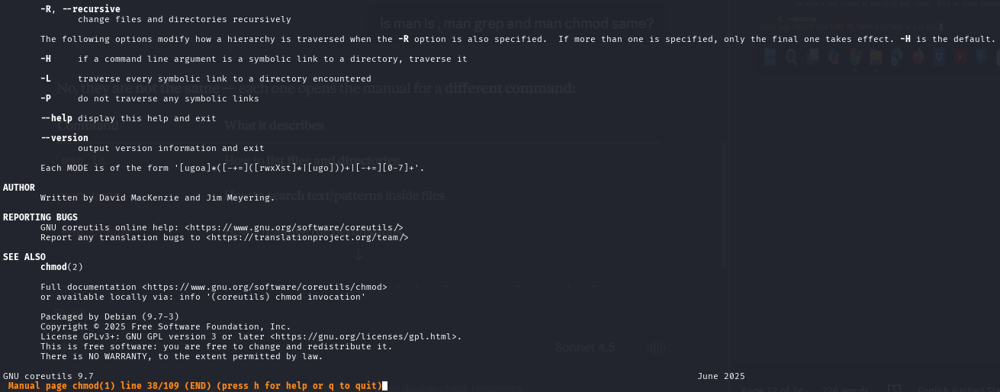 -R, --recursive
change files and directories recursively
The following options modify how a hierarchy is traversed when the -R option is also specified.  If more than one is specified, only the final one takes effect. -H is the default.
-H     if a command line argument is a symbolic link to a directory, traverse it
-L     traverse every symbolic link to a directory encountered
-P     do not traverse any symbolic links
--help display this help and exit
--version
output version information and exit
Each MODE is of the form '[ugoa]*([-+=]([rwxXst]*|[ugo]))+|[-+=][0-7]+'.
AUTHOR
Written by David MacKenzie and Jim Meyering.
REPORTING BUGS
GNU coreutils online help: <https://www.gnu.org/software/coreutils/>
Report any translation bugs to <https://translationproject.org/team/>
SEE ALSO
chmod(2)
Full documentation <https://www.gnu.org/software/coreutils/chmod>
or available locally via: info '(coreutils) chmod invocation'
Packaged by Debian (9.7-3)
Copyright © 2025 Free Software Foundation, Inc.
License GPLv3+: GNU GPL version 3 or later <https://gnu.org/licenses/gpl.html>.
This is free software: you are free to change and redistribute it.
There is NO WARRANTY, to the extent permitted by law.
GNU coreutils 9.7 June 2025
Manual page chmod(1) line 38/109 (END) (press h for help or q to quit)
Is man ls , man grep and man chmod same?
No, they are not the same — each one opens the manual for a different command:
Command What it describes
How to list files and directories
search text/patterns inside files
Sonnet 4.5